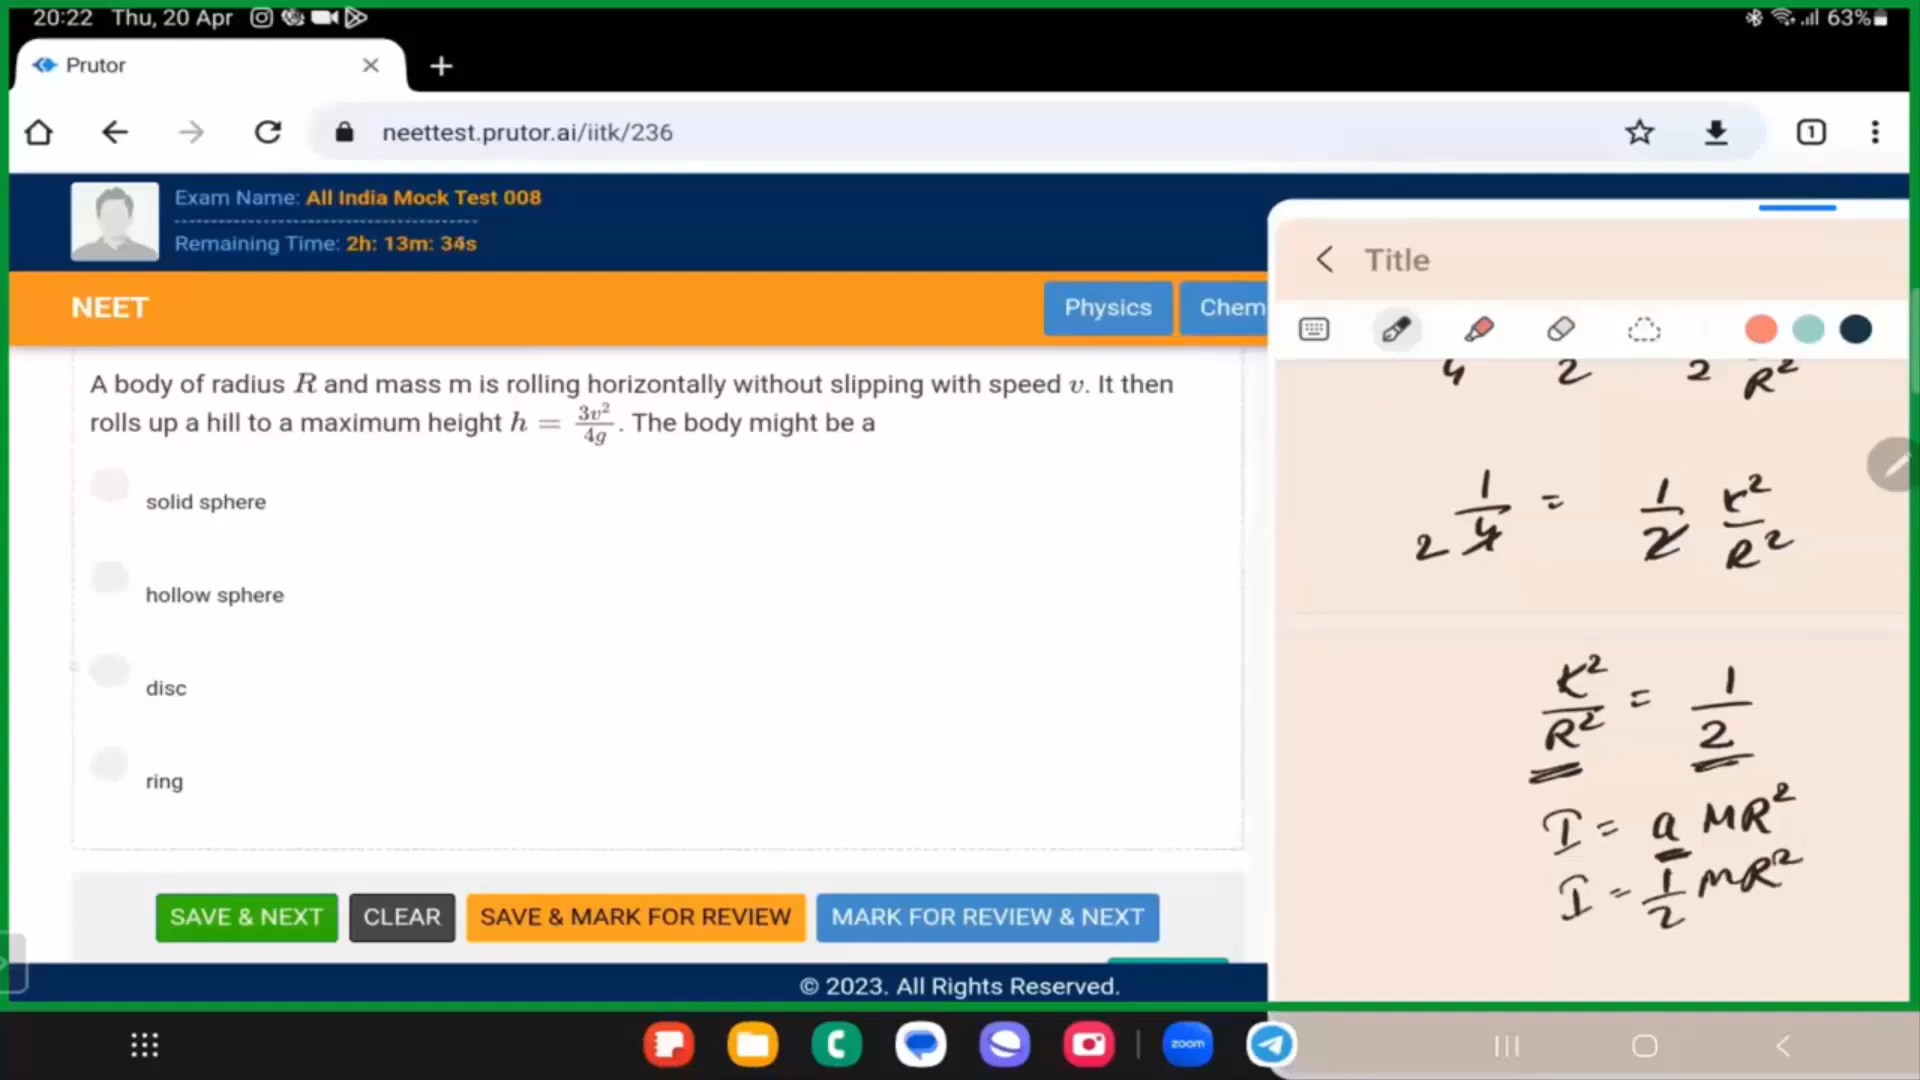 20:22 Thu, 20 Apr
63%
Prutor
neettest.prutor.ai/iitk/236
1
Exam Name: All India Mock Test 008
Remaining Time: 2h: 13m: 34s
NEET
Physics
Chem
Title
A body of radius R and mass m is rolling horizontally without slipping with speed v. It then
rolls up a hill to a maximum height h = 3v²/4g. The body might be a
solid sphere
hollow sphere
disc
ring
4 2 2 R²
2 1/4 = 1/2 k²/R²
k²/R² = 1/2
I = a MR²
I = 1/2 MR²
SAVE & NEXT
CLEAR
SAVE & MARK FOR REVIEW
MARK FOR REVIEW & NEXT
© 2023. All Rights Reserved.
zoom